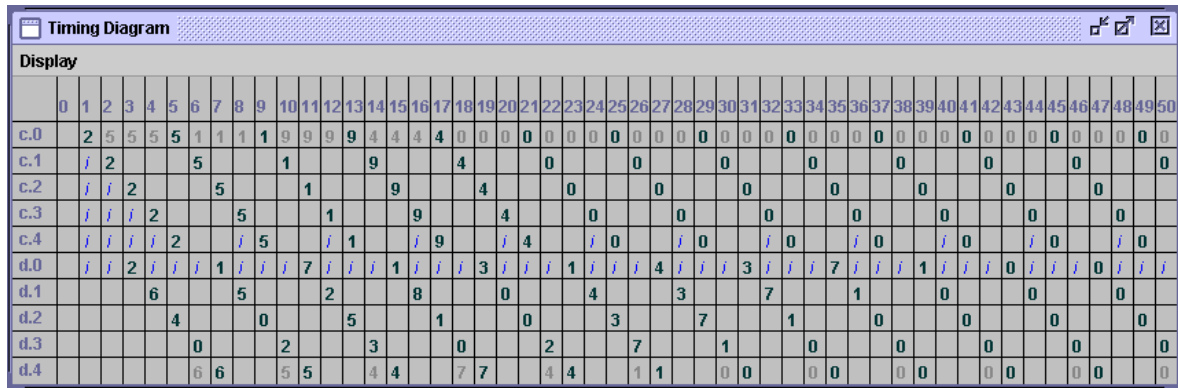 Timing Diagram
Display
0 1 2 3 4 5 6 7 8 9 10 11 12 13 14 15 16 17 18 19 20 21 22 23 24 25 26 27 28 29 30 31 32 33 34 35 36 37 38 39 40 41 42 43 44 45 46 47 48 49 50
c.0 2 5 5 5 5 1 1 1 1 9 9 9 9 4 4 4 4 0 0 0 0 0 0 0 0 0 0 0 0 0 0 0 0 0 0 0 0 0 0 0 0 0 0 0 0 0 0 0 0 0 0
c.1 i 2 5 1 9 4 0 0 0 0 0 0 0 0
c.2 i i 2 5 1 9 4 0 0 0 0 0 0 0
c.3 i i i 2 5 1 9 4 0 0 0 0 0 0 0
c.4 i i i i 2 i 5 i 1 i 9 i 4 i 0 i 0 i 0 i 0 i 0 i 0 i 0
d.0 i i 2 i i i 1 i i i 7 i i i 1 i i i 3 i i i 1 i i i 4 i i i 3 i i i 7 i i i 1 i i i 0 i i i 0 i i i
d.1 6 5 2 8 0 4 3 7 1 0 0 0
d.2 4 0 5 1 0 3 7 1 0 0 0 0
d.3 0 2 3 0 2 7 1 0 0 0 0 0
d.4 6 6 5 5 4 4 7 7 4 4 1 1 0 0 0 0 0 0 0 0 0 0 0